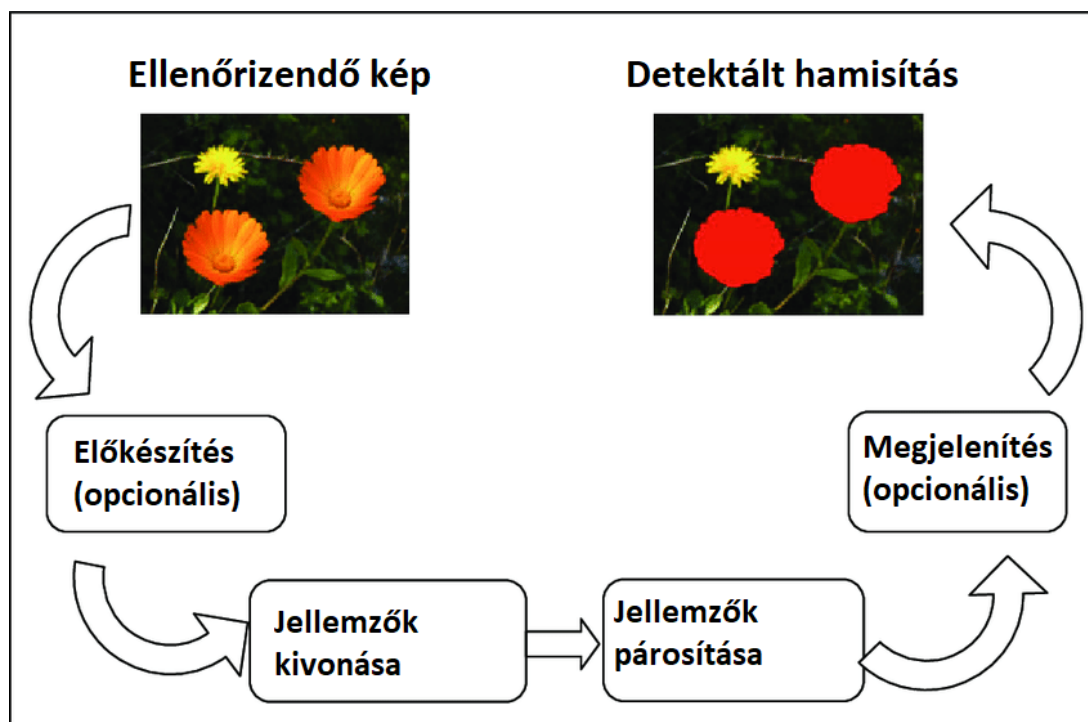 Ellenőrizendő kép
Detektált hamisítás
Előkészítés
(opcionális)
Jellemzők
kivonása
Jellemzők
párosítása
Megjelenítés
(opcionális)